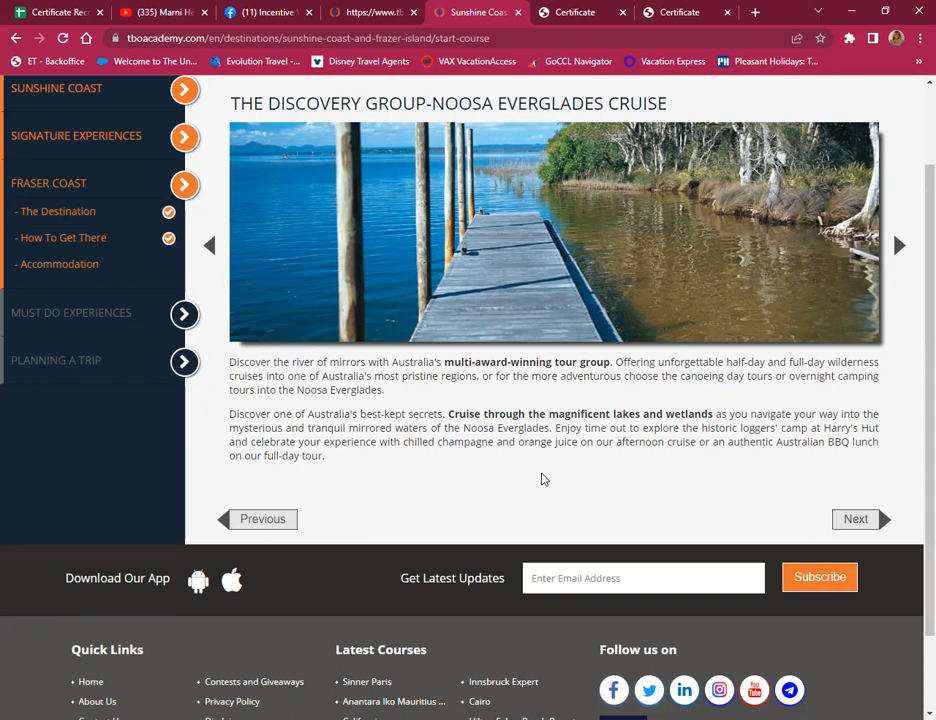 Certificate Rec
(335) Marni He
(11) Incentive
https://www.tb
Sunshine Coas
Certificate
Certificate
tboacademy.com/en/destinations/sunshine-coast-and-frazer-island/start-course
ET - Backoffice
Welcome to The Un...
Evolution Travel -...
Disney Travel Agents
VAX VacationAccess
GoCCL Navigator
Vacation Express
Pleasant Holidays: T...
»
SUNSHINE COAST
SIGNATURE EXPERIENCES
FRASER COAST
- The Destination
- How To Get There
- Accommodation
MUST DO EXPERIENCES
PLANNING A TRIP
THE DISCOVERY GROUP-NOOSA EVERGLADES CRUISE
Discover the river of mirrors with Australia's multi-award-winning tour group. Offering unforgettable half-day and full-day wilderness
cruises into one of Australia's most pristine regions, or for the more adventurous choose the canoeing day tours or overnight camping
tours into the Noosa Everglades.
Discover one of Australia's best-kept secrets. Cruise through the magnificent lakes and wetlands as you navigate your way into the
mysterious and tranquil mirrored waters of the Noosa Everglades. Enjoy time out to explore the historic loggers' camp at Harry's Hut
and celebrate your experience with chilled champagne and orange juice on our afternoon cruise or an authentic Australian BBQ lunch
on our full-day tour.
Previous
Next
Download Our App
Get Latest Updates
Enter Email Address
Subscribe
Quick Links
Latest Courses
Follow us on
Home
Contests and Giveaways
Sinner Paris
Innsbruck Expert
About Us
Privacy Policy
Anantara Iko Mauritius ...
Cairo